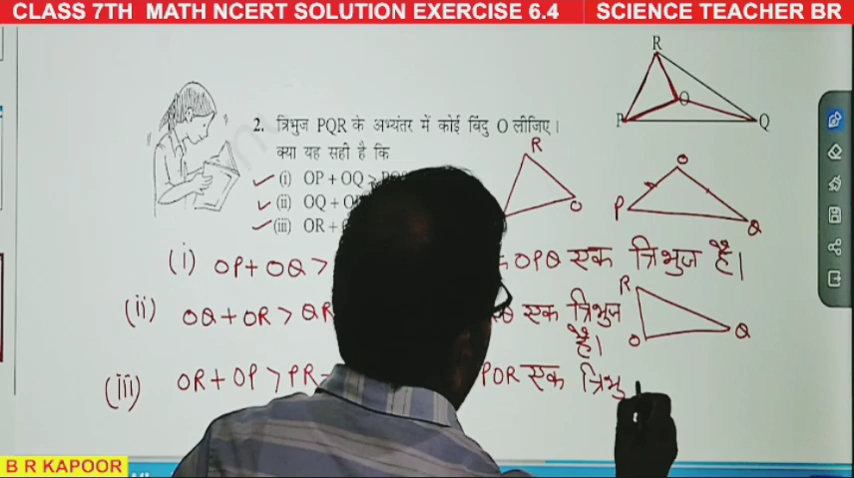 CLASS 7TH MATH NCERT SOLUTION EXERCISE 6.4 SCIENCE TEACHER BR
R
O
P
Q
2. त्रिभुज PQR के अभ्यंतर में कोई बिंदु O लीजिए।
क्या यह सही है कि
(i) OP + OQ >
(ii) OQ +
(iii) OR +
R
O
O
P
Q
(i) OP + OQ > OPQ एक त्रिभुज है।
(ii) OQ + OR > QR एक त्रिभुज
है।
R
O
Q
(iii) OR + OP > PR POR एक
B R KAPOOR